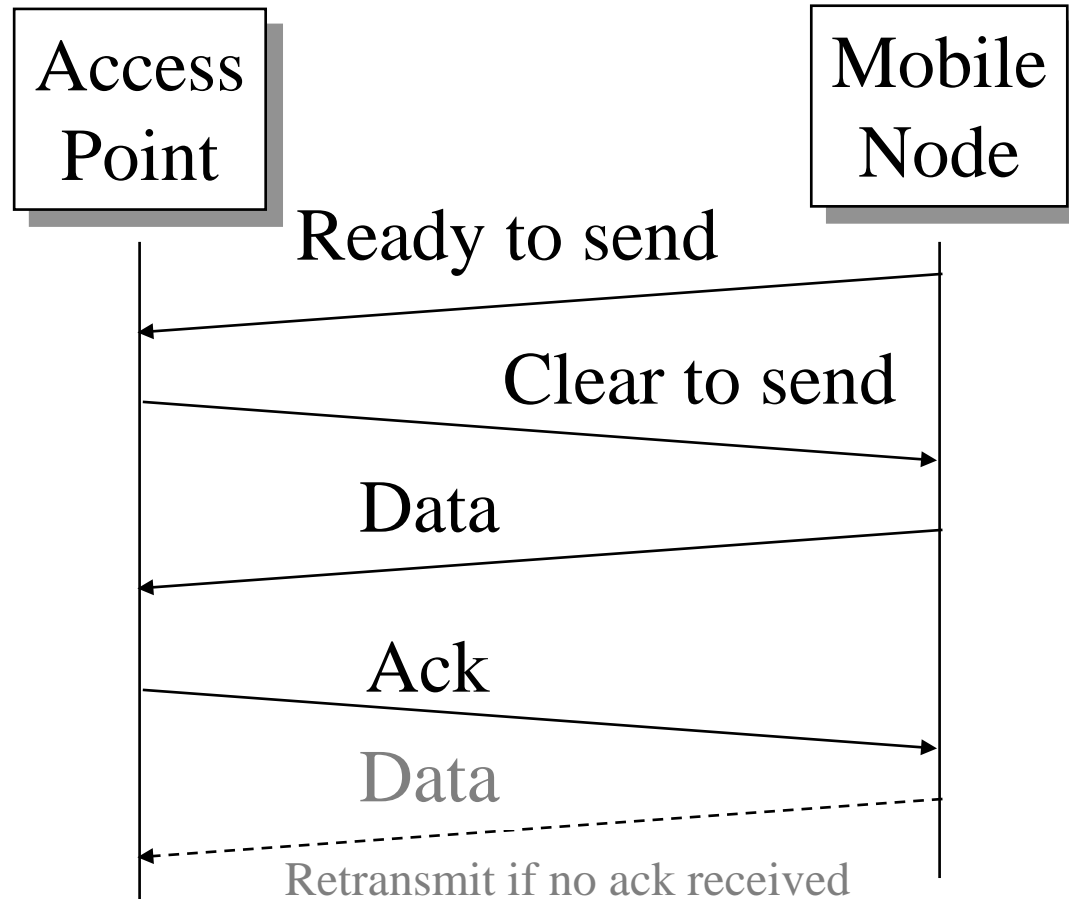 Access
Point
Mobile
Node
Ready to send
Clear to send
Data
Ack
Data
Retransmit if no ack received